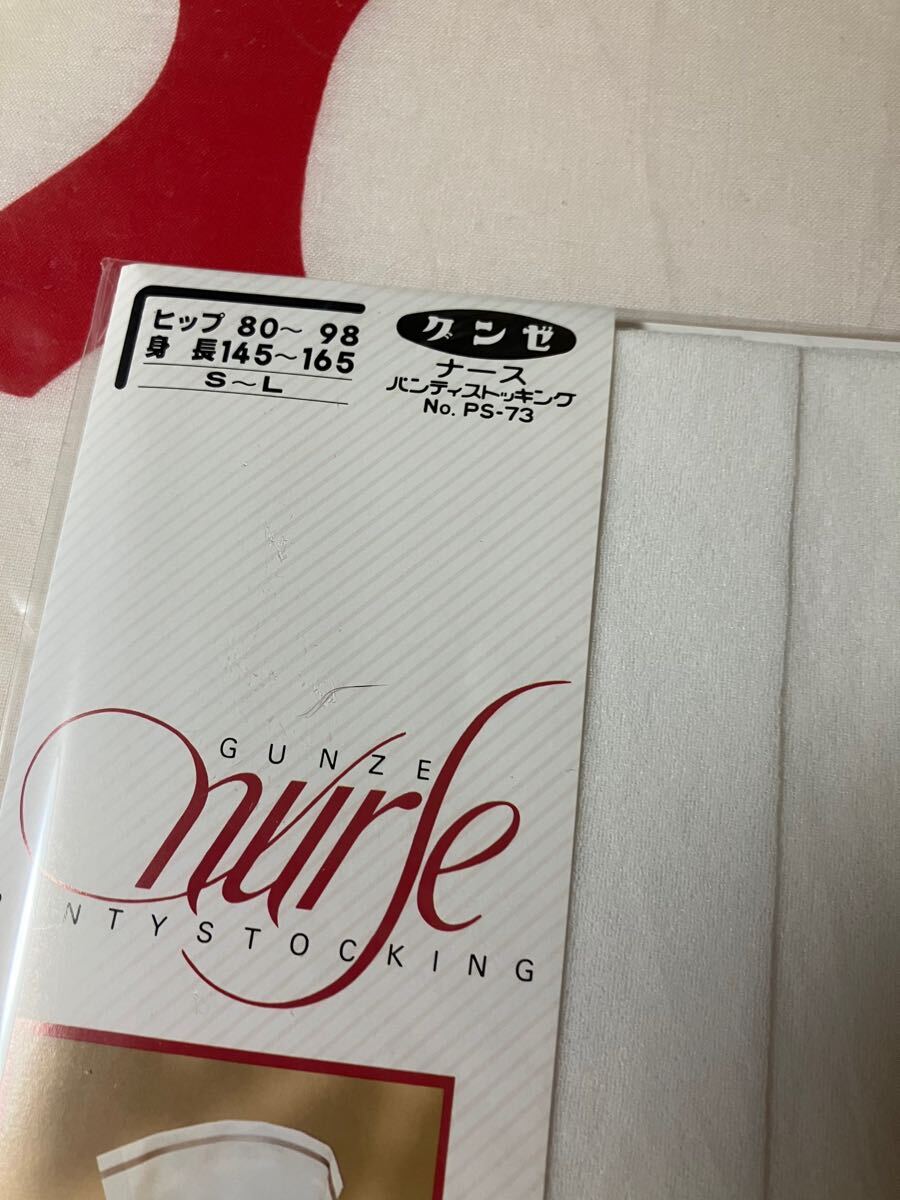 ヒップ 80～98
身長145～165
S～L
グンゼ
ナース
パンティストッキング
No. PS-73
GUNZE
nurse
PANTYSTOCKING